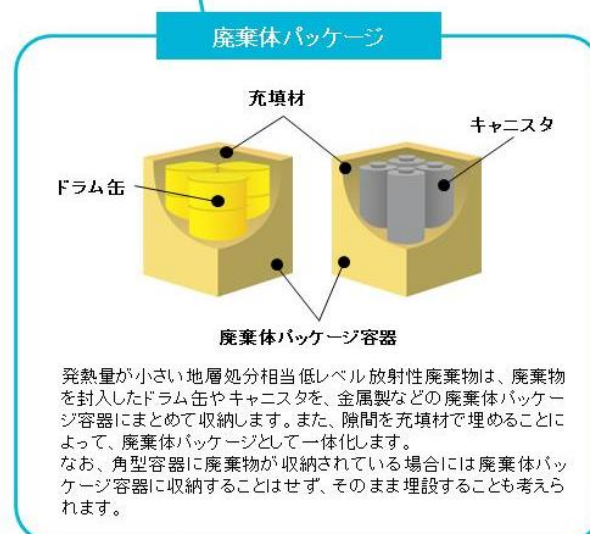 廃棄体パッケージ
充填材
キャニスタ
ドラム缶
廃棄体パッケージ容器
発熱量が小さい地層処分相当低レベル放射性廃棄物は、廃棄物
を封入したドラム缶やキャニスタを、金属製などの廃棄体パッケー
ジ容器にまとめて収納します。また、隙間を充填材で埋めることに
よって、廃棄体パッケージとして一体化します。
なお、角型容器に廃棄物が収納されている場合には廃棄体パッ
ケージ容器に収納することはせず、そのまま埋設することも考えら
れます。